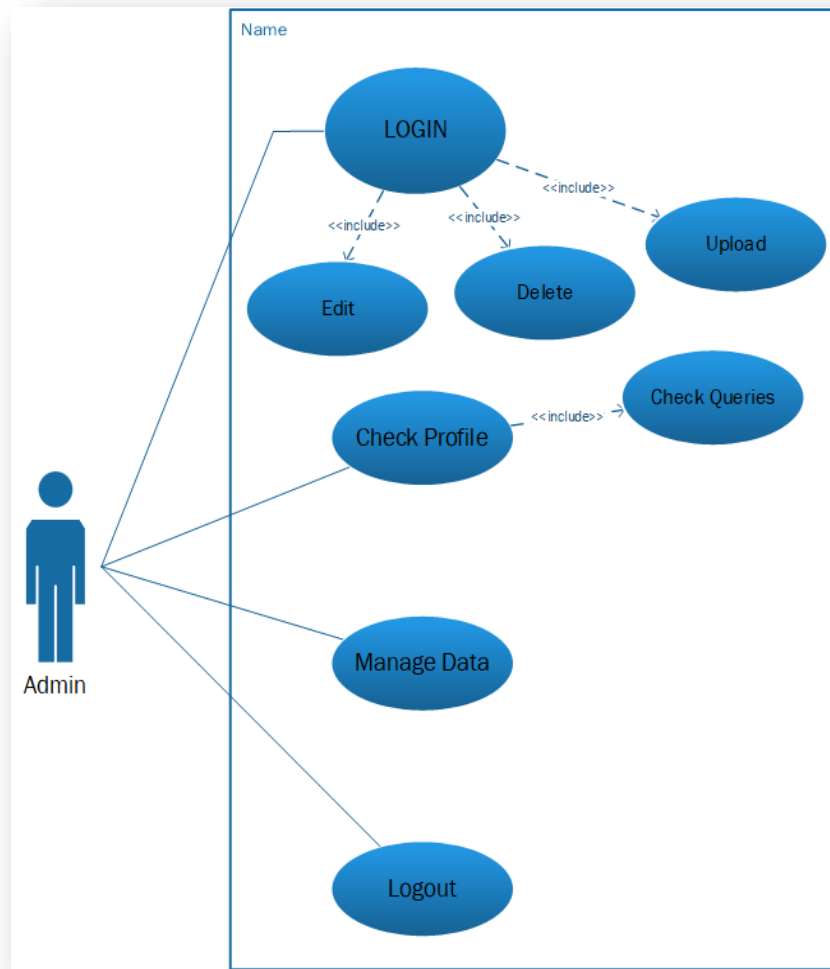 Name
LOGIN
<<include>>
<<include>>
<<include>>
Upload
Edit
Delete
Check Profile
<<include>>
Check Queries
Admin
Manage Data
Logout